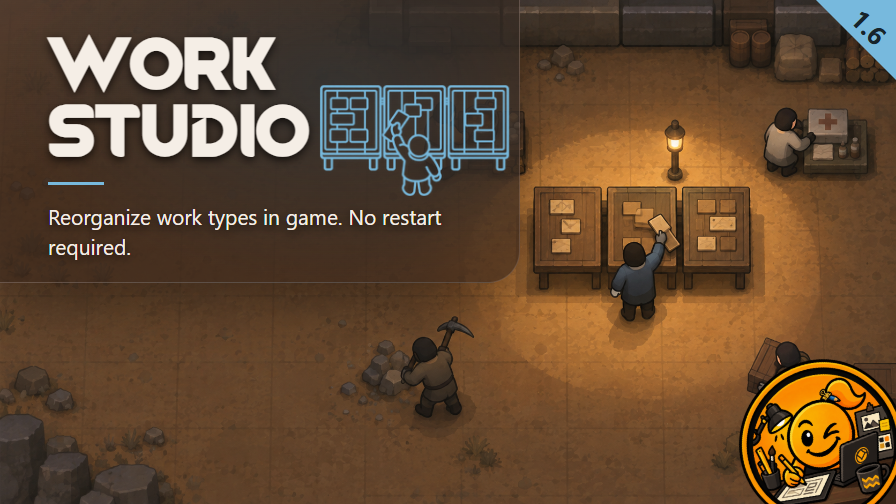 WORK
STUDIO
Reorganize work types in game. No restart
required.
1.6